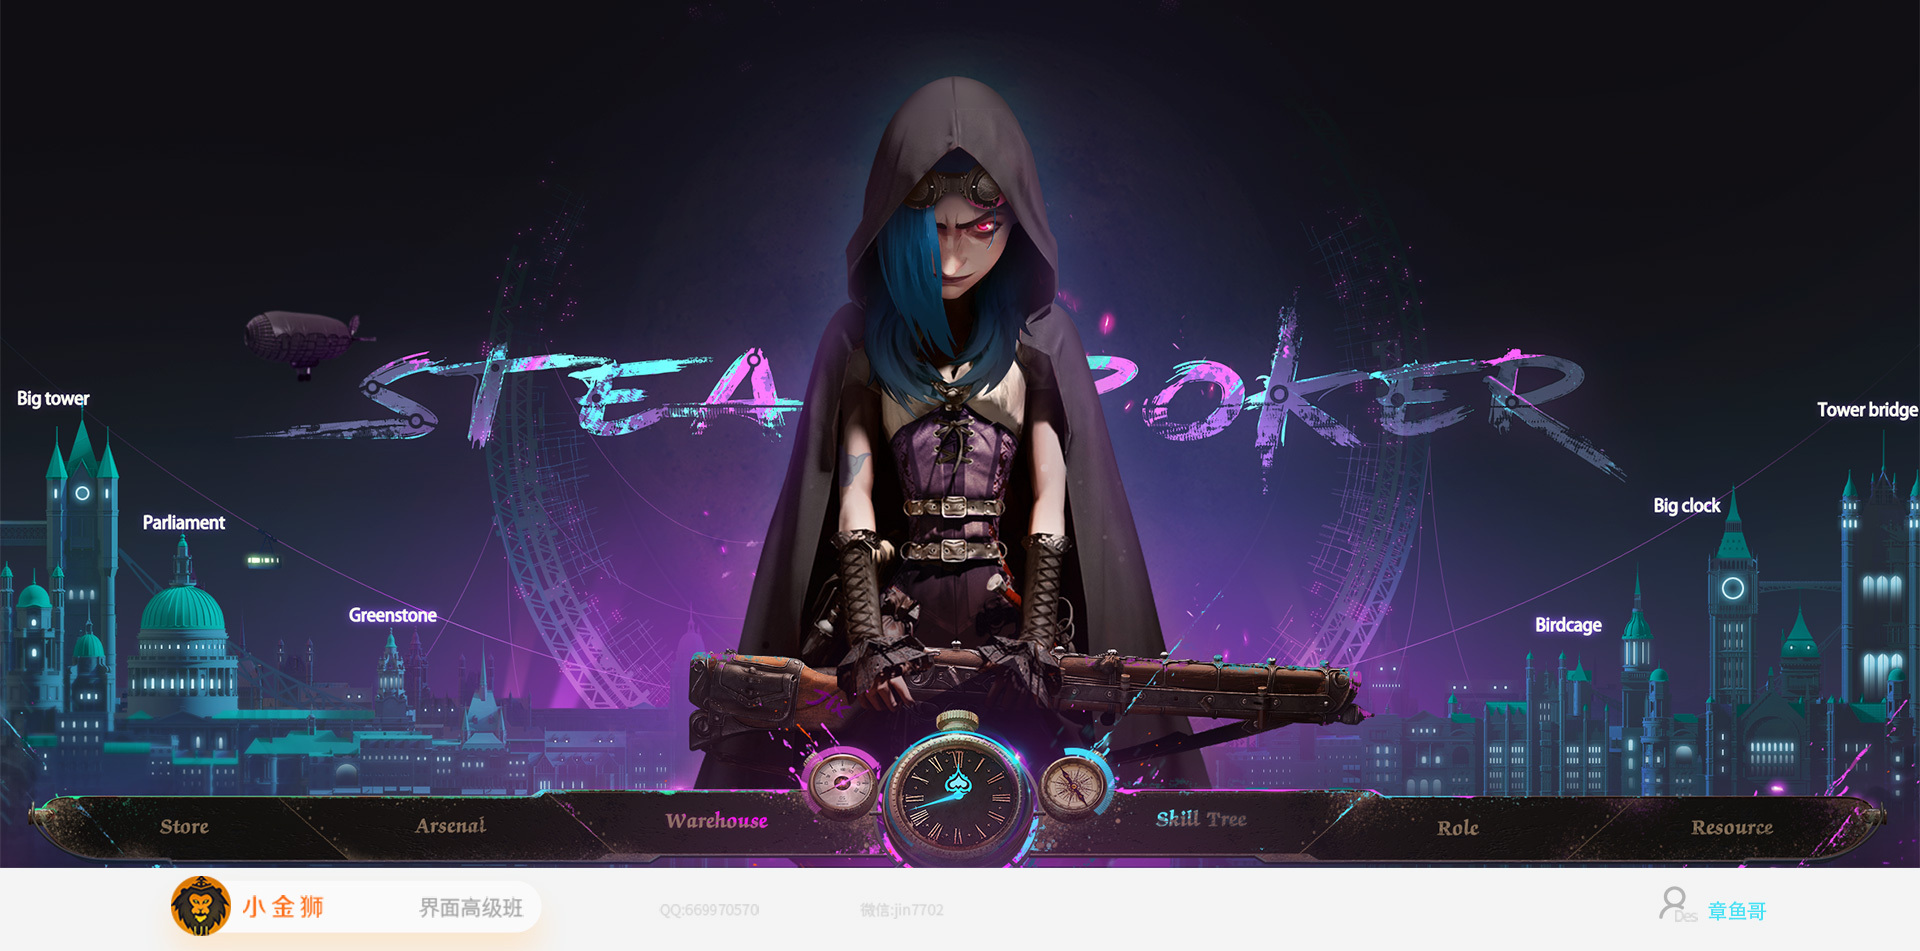 STEA POKER
Big tower
Tower bridge
Big clock
Parliament
Greenstone
Birdcage
Store
Arsenal
Warehouse
Skill Tree
Role
Resource
小金狮
界面高级班
QQ:669970570
微信:jin7702
Des
章鱼哥